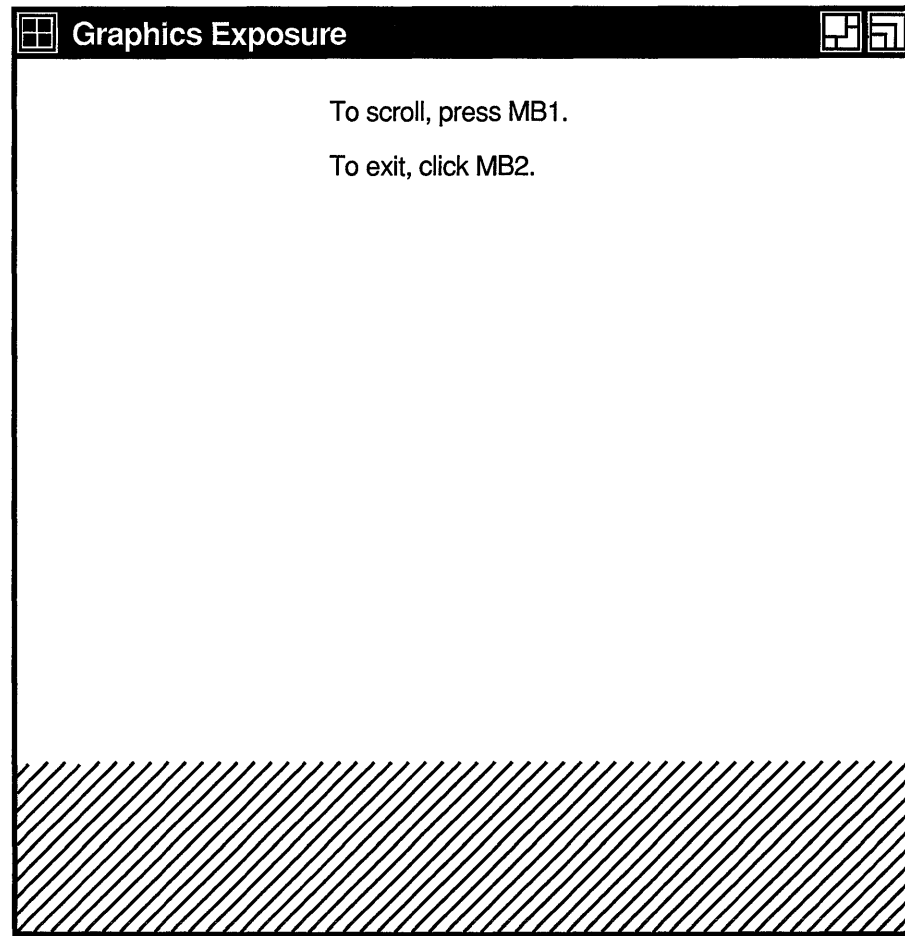 Graphics Exposure
To scroll, press MB1.
To exit, click MB2.